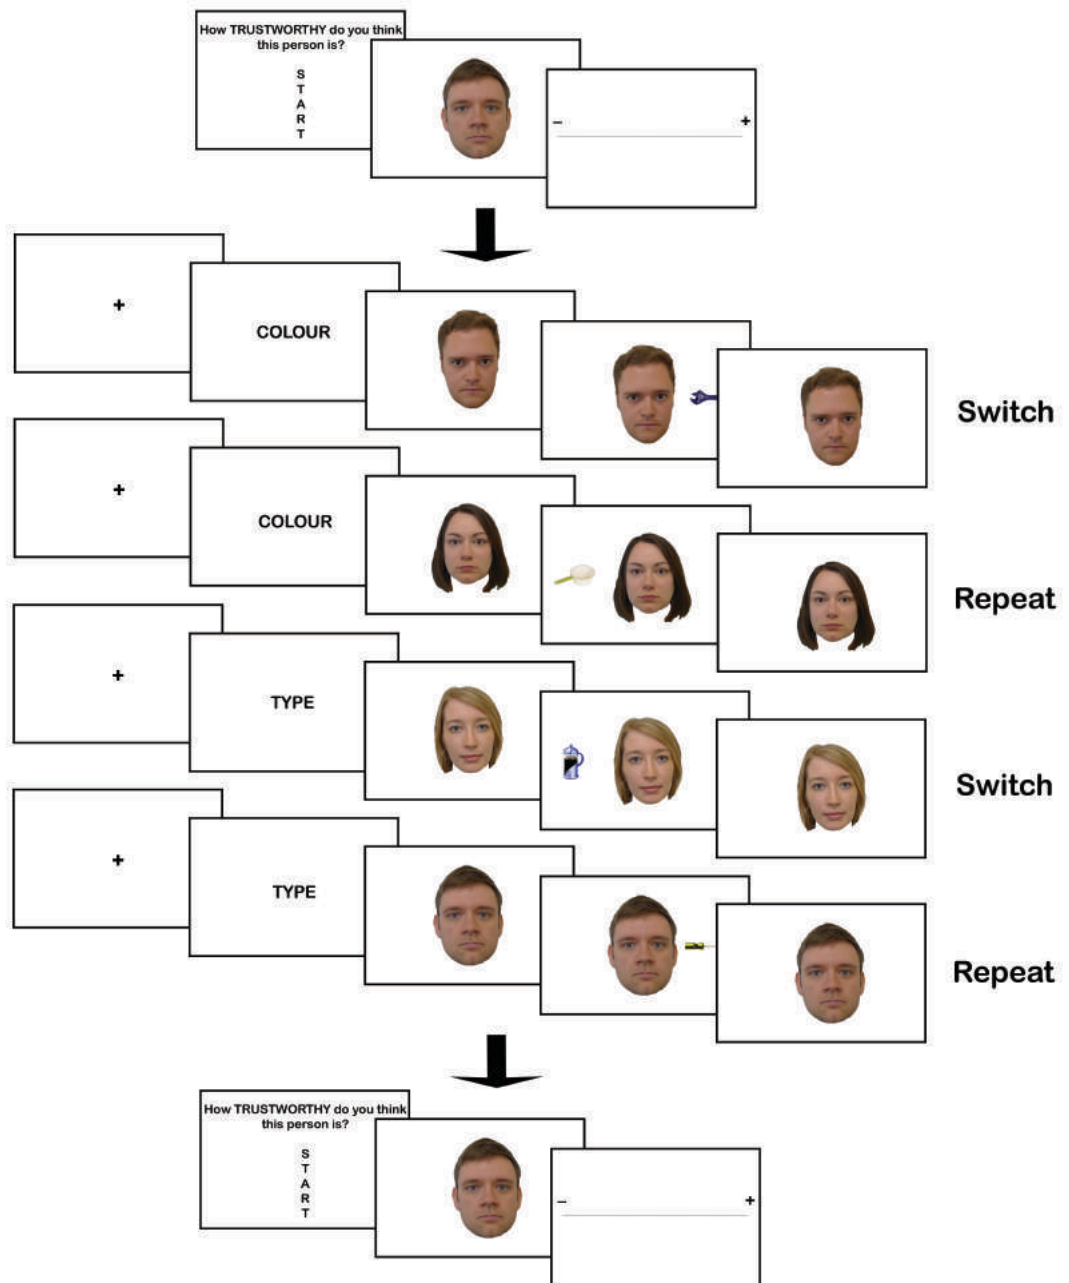 How TRUSTWORTHY do you think
this person is?
S
T
A
R
T
– +
+
COLOUR
Switch
+
COLOUR
Repeat
+
TYPE
Switch
+
TYPE
Repeat
How TRUSTWORTHY do you think
this person is?
S
T
A
R
T
– +